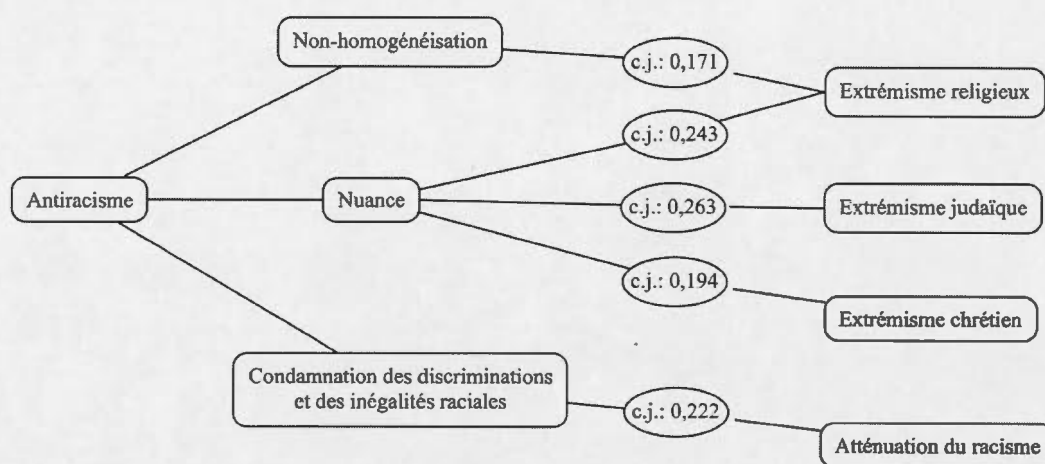 Non-homogénéisation
c.j.: 0,171
Extrémisme religieux
c.j.: 0,243
Antiracisme
Nuance
c.j.: 0,263
Extrémisme judaïque
c.j.: 0,194
Extrémisme chrétien
Condamnation des discriminations
et des inégalités raciales
c.j.: 0,222
Atténuation du racisme